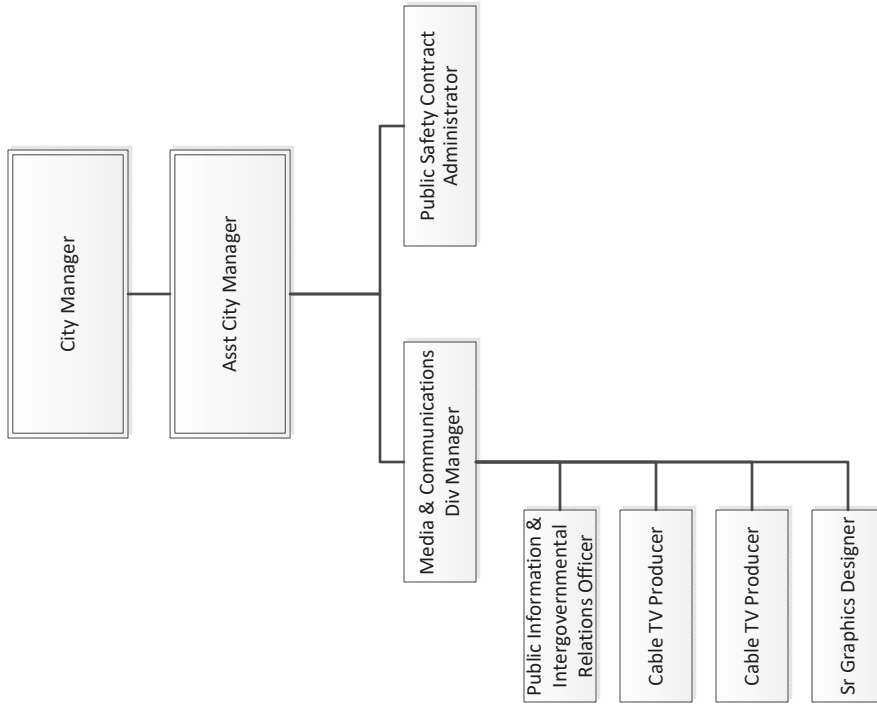 City Manager
Asst City Manager
Media & Communications
Div Manager
Public Safety Contract
Administrator
Public Information &
Intergovernmental
Relations Officer
Cable TV Producer
Cable TV Producer
Sr Graphics Designer